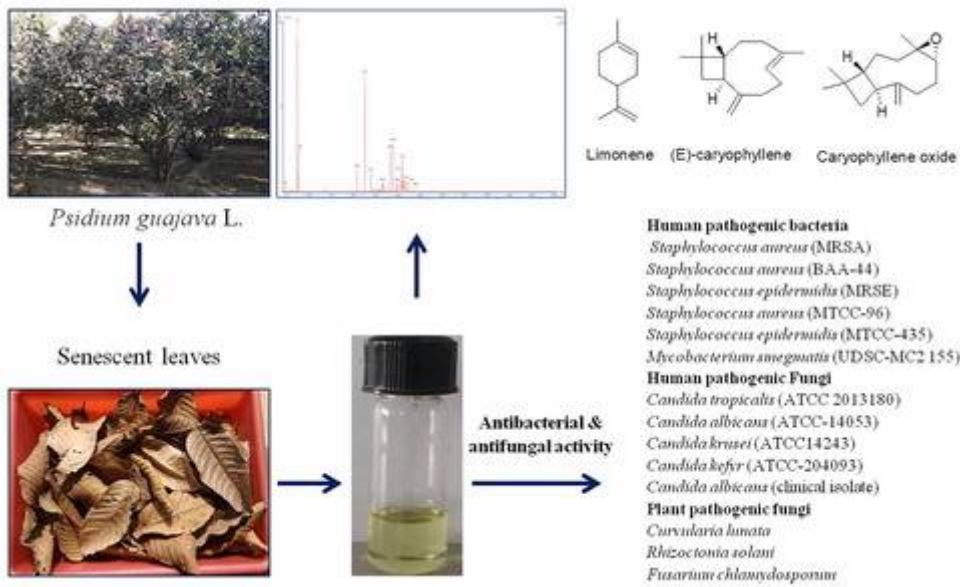 Limonene (E)-caryophyllene Caryophyllene oxide
H
H
O
H
H
Psidium guajava L.
Senescent leaves
Antibacterial &
antifungal activity
Human pathogenic bacteria
Staphylococcus aureus (MRSA)
Staphylococcus aureus (BAA-44)
Staphylococcus epidermidis (MRSE)
Staphylococcus aureus (MTCC-96)
Staphylococcus epidermidis (MTCC-435)
Mycobacterium smegmatis (UDSC-MC2 155)
Human pathogenic Fungi
Candida tropicalis (ATCC 2013180)
Candida albicans (ATCC-14053)
Candida krusei (ATCC14243)
Candida kefyr (ATCC-204093)
Candida albicans (clinical isolate)
Plant pathogenic fungi
Curvularia lunata
Rhizoctonia solani
Fusarium chlamydosporum